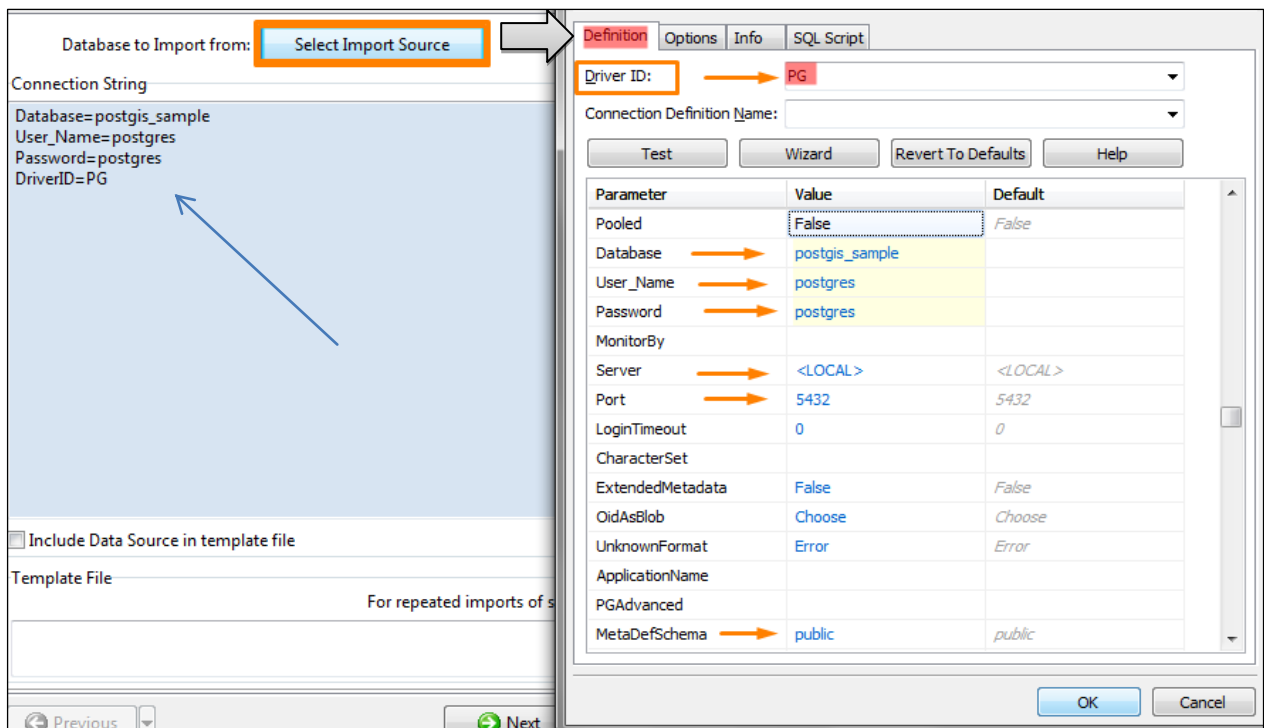 Database to Import from: Select Import Source
Connection String
Database=postgis_sample
User_Name=postgres
Password=postgres
DriverID=PG
Include Data Source in template file
Template File
For repeated imports of s
Previous Next
Definition Options Info SQL Script
Driver ID: PG
Connection Definition Name:
Test Wizard Revert To Defaults Help
Parameter Value Default
Pooled False False
Database postgis_sample
User_Name postgres
Password postgres
MonitorBy
Server <LOCAL> <LOCAL>
Port 5432 5432
LoginTimeout 0 0
CharacterSet
ExtendedMetadata False False
OidAsBlob Choose Choose
UnknownFormat Error Error
ApplicationName
PGAdvanced
MetaDefSchema public public
OK Cancel